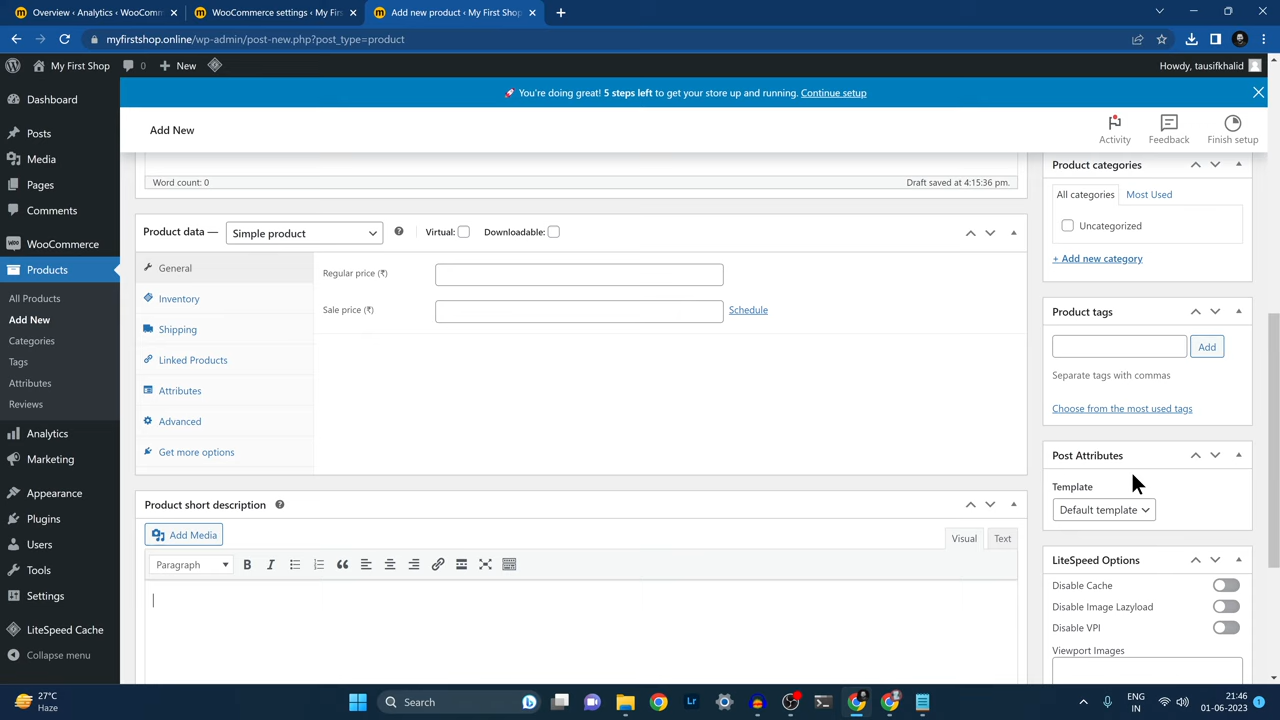 Overview ‹ Analytics ‹ WooComm
WooCommerce settings ‹ My First
Add new product ‹ My First Shop
myfirstshop.online/wp-admin/post-new.php?post_type=product
My First Shop
0
New
Howdy, tausifkhalid
🚀 You're doing great! 5 steps left to get your store up and running. Continue setup
Add New
Activity
Feedback
Finish setup
Dashboard
Posts
Media
Pages
Comments
WooCommerce
Products
All Products
Add New
Categories
Tags
Attributes
Reviews
Analytics
Marketing
Appearance
Plugins
Users
Tools
Settings
LiteSpeed Cache
Collapse menu
Word count: 0
Draft saved at 4:15:36 pm.
Product data —
Simple product
Virtual:
Downloadable:
General
Inventory
Shipping
Linked Products
Attributes
Advanced
Get more options
Regular price (₹)
Sale price (₹)
Schedule
Product short description
Add Media
Visual
Text
Paragraph
B
I
Product categories
All categories
Most Used
Uncategorized
+ Add new category
Product tags
Add
Separate tags with commas
Choose from the most used tags
Post Attributes
Template
Default template
LiteSpeed Options
Disable Cache
Disable Image Lazyload
Disable VPI
Viewport Images
27°C
Haze
Search
Lr
ENG
IN
21:46
01-06-2023
1